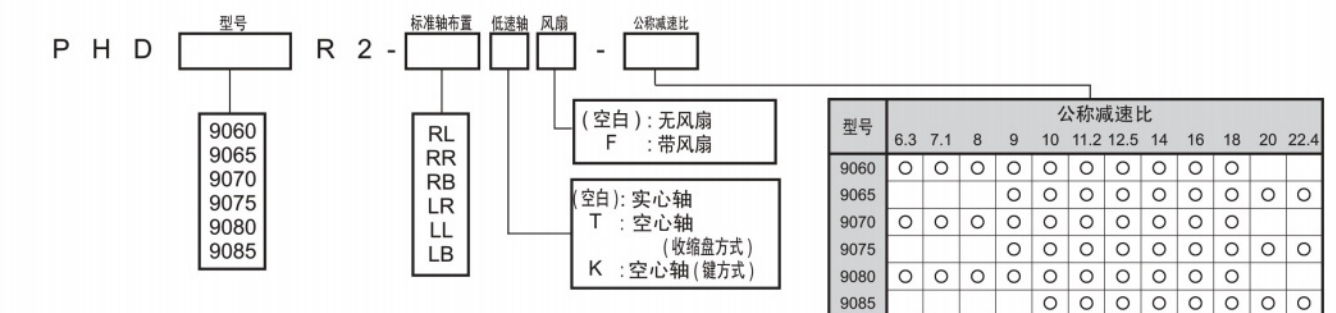 型号 标准轴布置 低速轴 风扇 公称减速比
P H D R 2 - -
9060
9065
9070
9075
9080
9085
RL
RR
RB
LR
LL
LB
(空白) : 无风扇
F : 带风扇
(空白) : 实心轴
T : 空心轴
(收缩盘方式)
K : 空心轴 (键方式)
型号 公称减速比
6.3 7.1 8 9 10 11.2 12.5 14 16 18 20 22.4
9060 ○ ○ ○ ○ ○ ○ ○ ○ ○ ○
9065 ○ ○ ○ ○ ○ ○ ○ ○ ○
9070 ○ ○ ○ ○ ○ ○ ○ ○ ○ ○
9075 ○ ○ ○ ○ ○ ○ ○ ○ ○
9080 ○ ○ ○ ○ ○ ○ ○ ○ ○ ○
9085 ○ ○ ○ ○ ○ ○ ○ ○